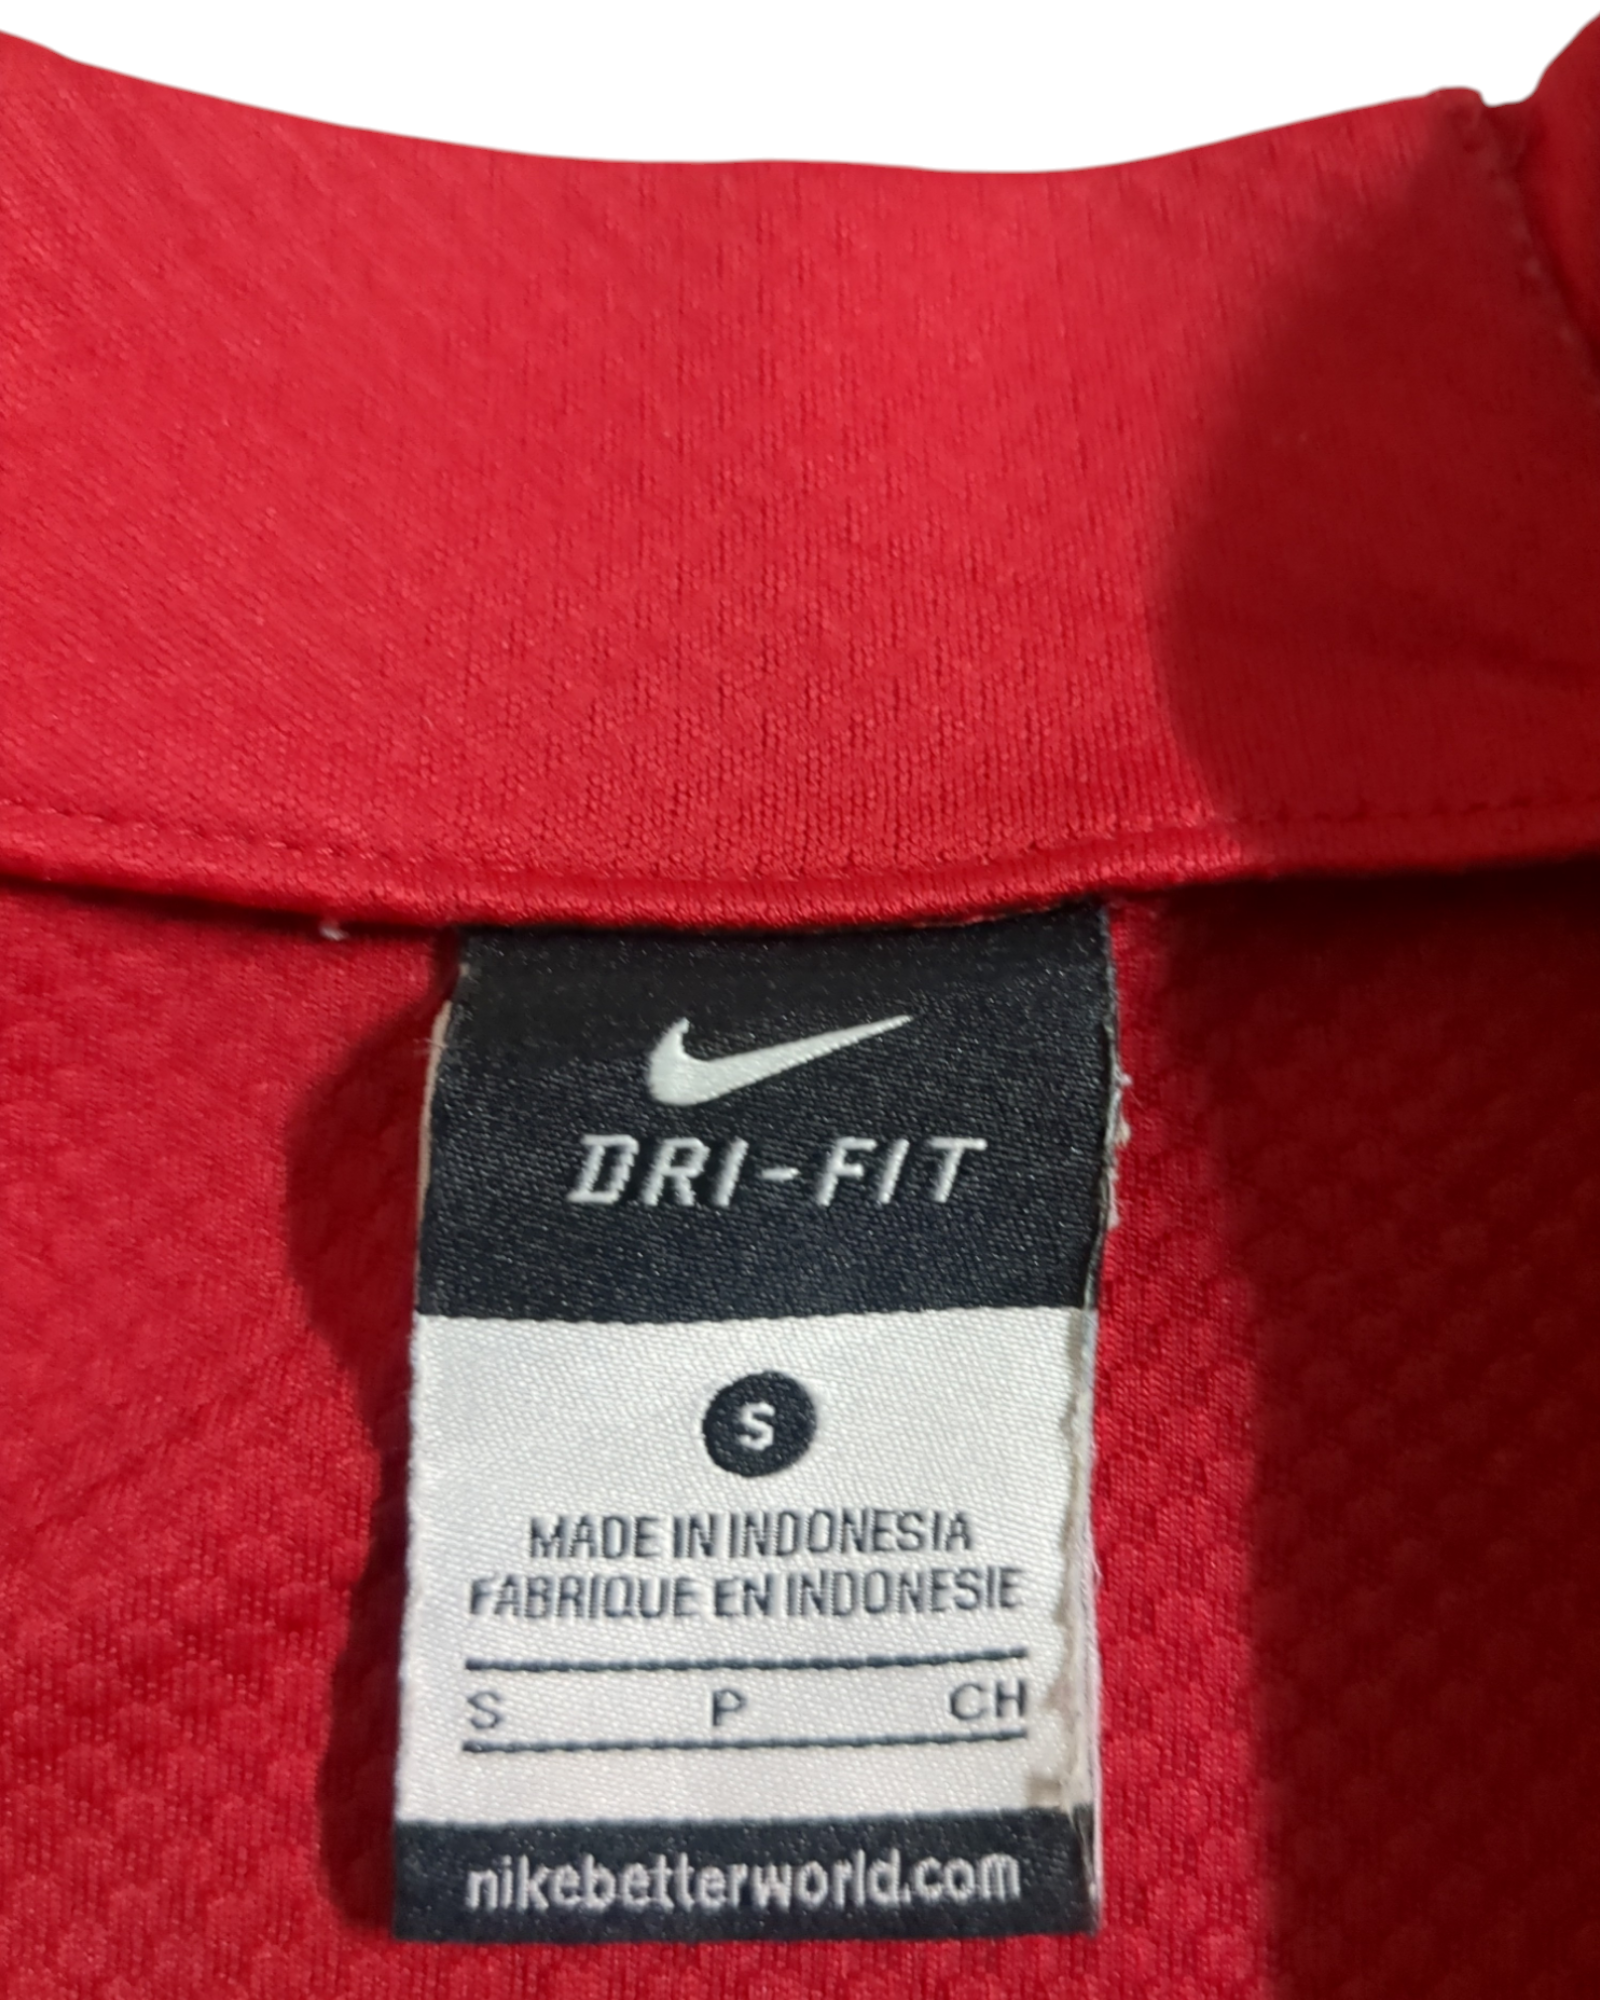 DRI-FIT
S
MADE IN INDONESIA
FABRIQUE EN INDONESIE
S P CH
nikebetterworld.com